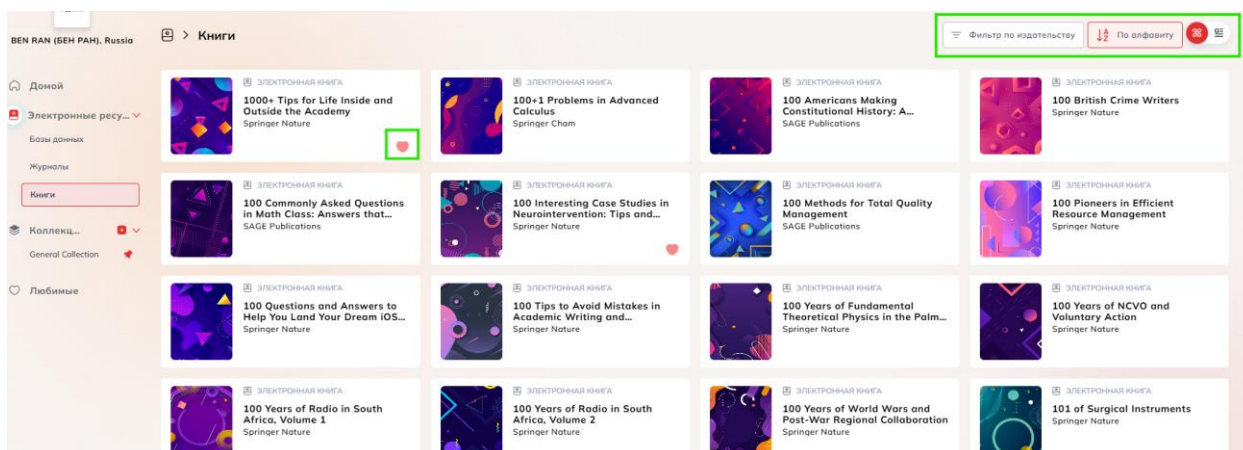 BEN RAN (БЕН РАН), Russia
> Книги
Фильтр по издательству
По алфавиту
Домой
Электронные ресу...
Базы данных
Журналы
Книги
Коллекц...
General Collection
Любимые
ЭЛЕКТРОННАЯ КНИГА
1000+ Tips for Life Inside and
Outside the Academy
Springer Nature
ЭЛЕКТРОННАЯ КНИГА
100+1 Problems in Advanced
Calculus
Springer Cham
ЭЛЕКТРОННАЯ КНИГА
100 Americans Making
Constitutional History: A...
SAGE Publications
ЭЛЕКТРОННАЯ КНИГА
100 British Crime Writers
Springer Nature
ЭЛЕКТРОННАЯ КНИГА
100 Commonly Asked Questions
in Math Class: Answers that...
SAGE Publications
ЭЛЕКТРОННАЯ КНИГА
100 Interesting Case Studies in
Neurointervention: Tips and...
Springer Nature
ЭЛЕКТРОННАЯ КНИГА
100 Methods for Total Quality
Management
SAGE Publications
ЭЛЕКТРОННАЯ КНИГА
100 Pioneers in Efficient
Resource Management
Springer Nature
ЭЛЕКТРОННАЯ КНИГА
100 Questions and Answers to
Help You Land Your Dream iOS...
Springer Nature
ЭЛЕКТРОННАЯ КНИГА
100 Tips to Avoid Mistakes in
Academic Writing and...
Springer Nature
ЭЛЕКТРОННАЯ КНИГА
100 Years of Fundamental
Theoretical Physics in the Palm...
Springer Nature
ЭЛЕКТРОННАЯ КНИГА
100 Years of NCVO and
Voluntary Action
Springer Nature
ЭЛЕКТРОННАЯ КНИГА
100 Years of Radio in South
Africa, Volume 1
Springer Nature
ЭЛЕКТРОННАЯ КНИГА
100 Years of Radio in South
Africa, Volume 2
Springer Nature
ЭЛЕКТРОННАЯ КНИГА
100 Years of World Wars and
Post-War Regional Collaboration
Springer Nature
ЭЛЕКТРОННАЯ КНИГА
101 of Surgical Instruments
Springer Nature